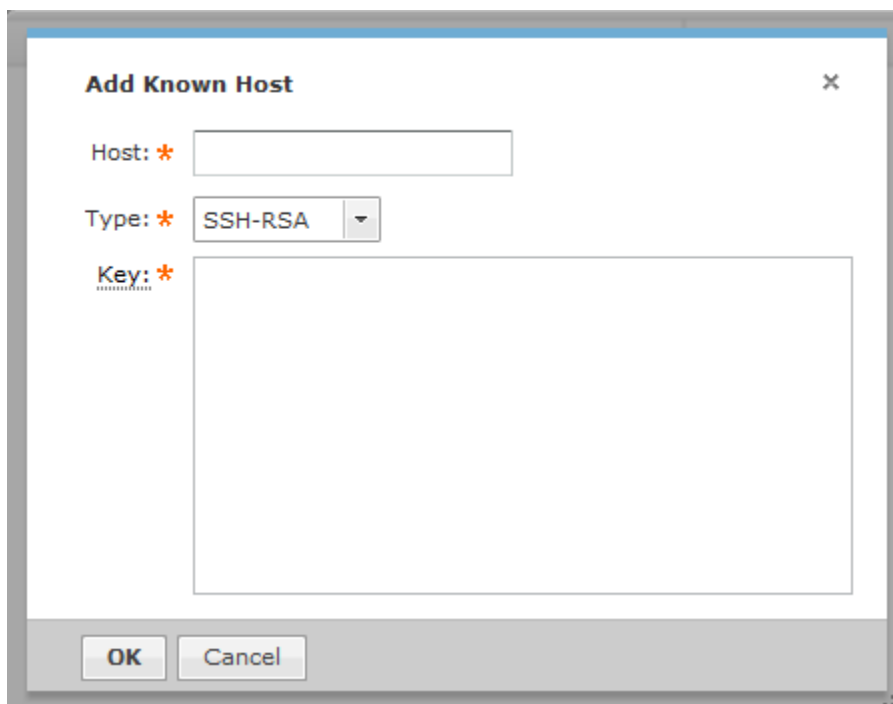 Add Known Host
Host: *
Type: * SSH-RSA
Key: *
OK Cancel